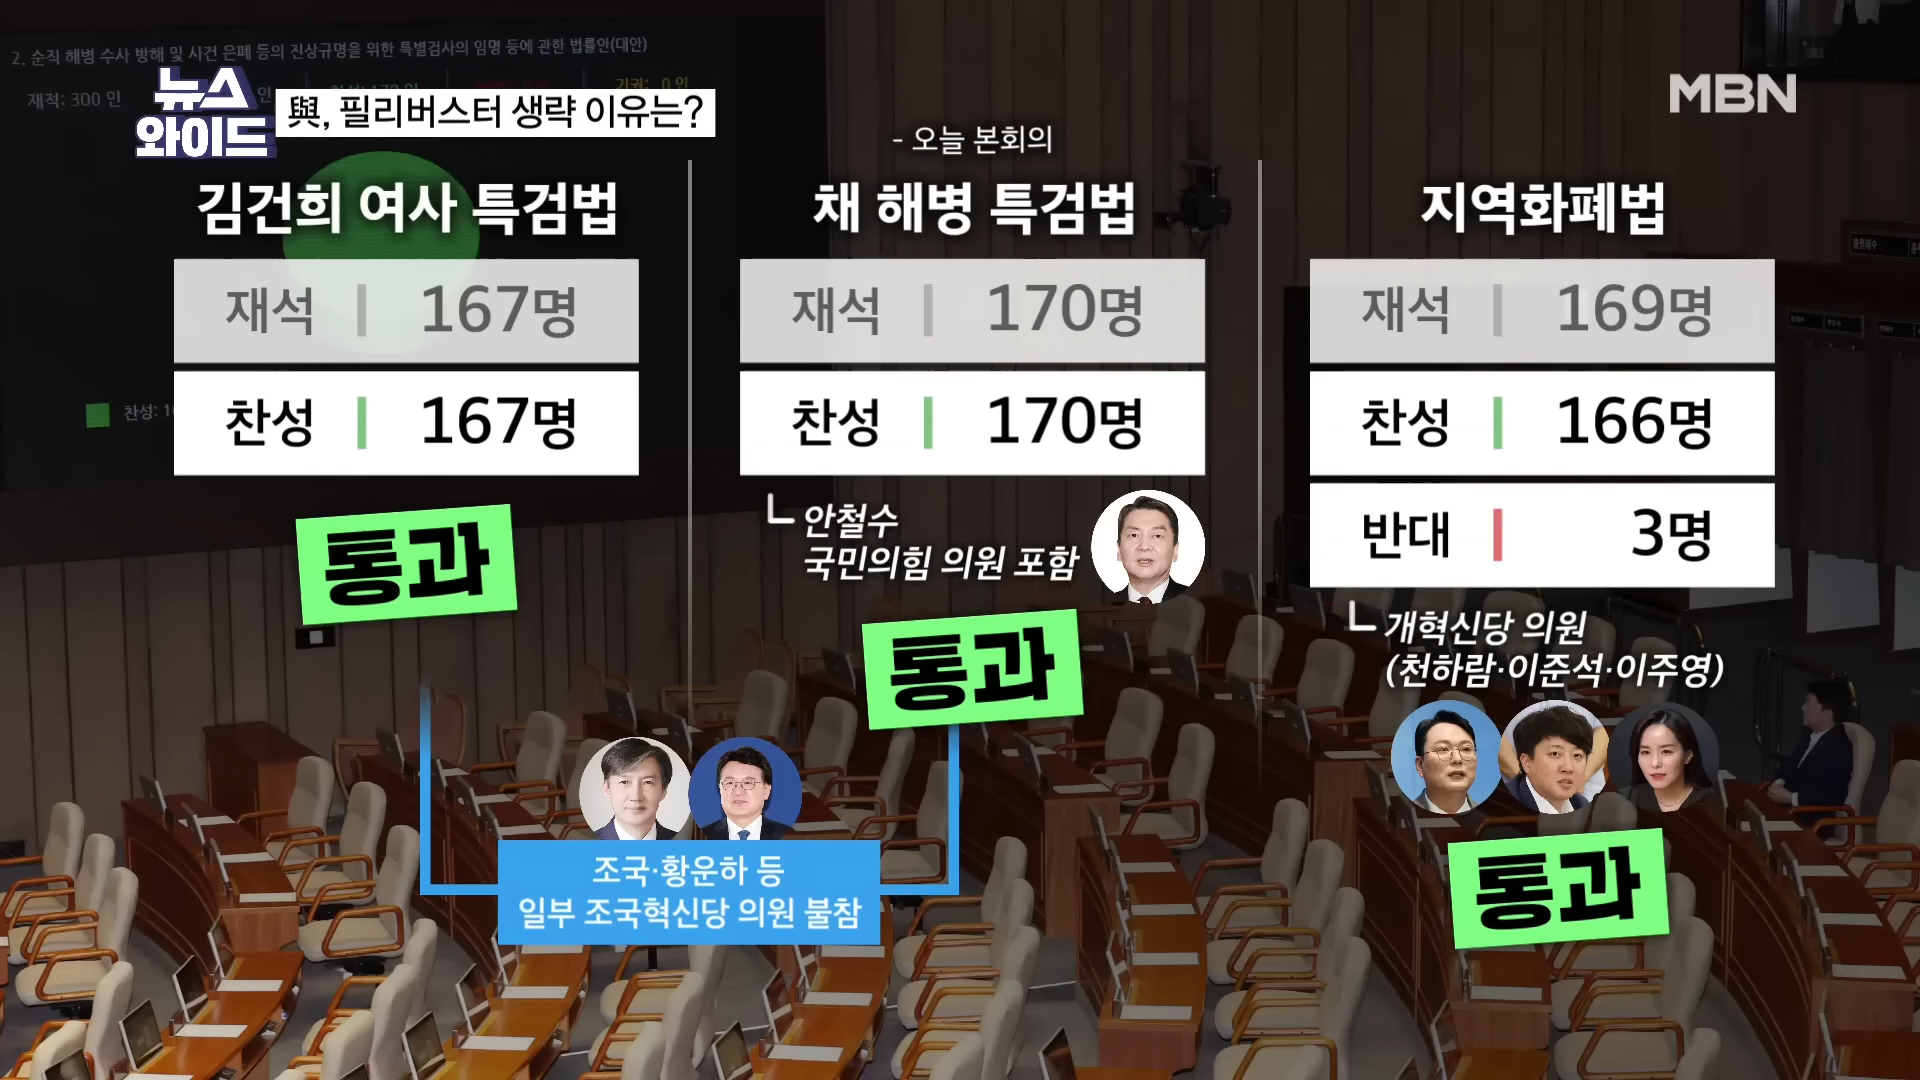 2. 순직 해병 수사 방해 및 사건 은폐 등의 진상규명을 위한 특별검사의 임명 등에 관한 법률안(대안)
재적: 300 인
인
기권: 0 인
뉴스
와이드
與, 필리버스터 생략 이유는?
MBN
- 오늘 본회의
김건희 여사 특검법
재석 167명
찬성 167명
통과
채 해병 특검법
재석 170명
찬성 170명
안철수
국민의힘 의원 포함
통과
지역화폐법
재석 169명
찬성 166명
반대 3명
개혁신당 의원
(천하람·이준석·이주영)
통과
찬성:
조국·황운하 등
일부 조국혁신당 의원 불참